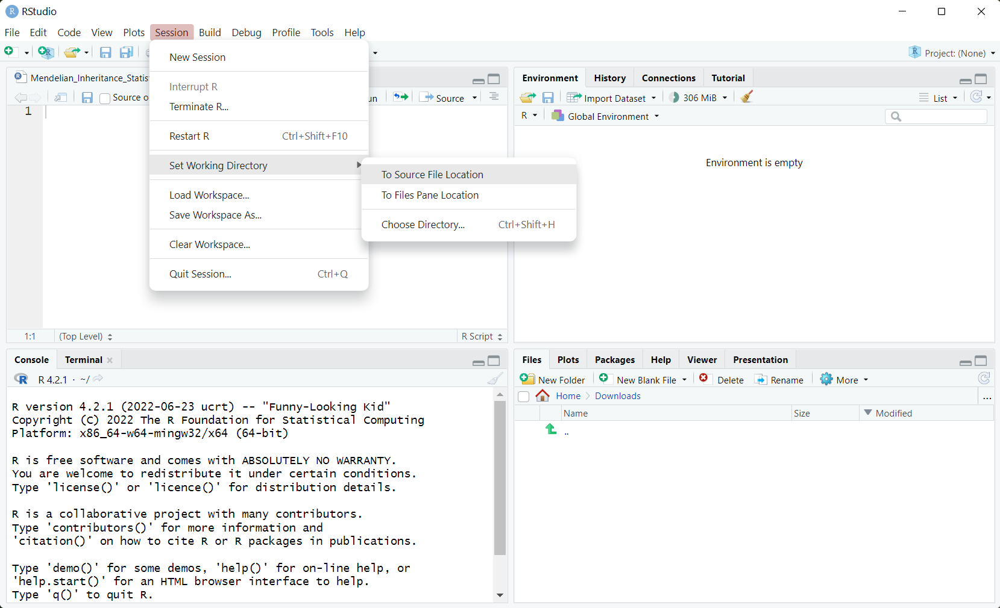 RStudio
File Edit Code View Plots Session Build Debug Profile Tools Help
Project: (None)
New Session
Interrupt R
Terminate R...
Restart R Ctrl+Shift+F10
Set Working Directory
Load Workspace...
Save Workspace As...
Clear Workspace...
Quit Session... Ctrl+Q
To Source File Location
To Files Pane Location
Choose Directory... Ctrl+Shift+H
Mendelian_Inheritance_Statis
Source o
un
Source
1
1:1 (Top Level) R Script
Environment History Connections Tutorial
Import Dataset 306 MiB List
R Global Environment
Environment is empty
Console Terminal
R 4.2.1 · ~/
R version 4.2.1 (2022-06-23 ucrt) -- "Funny-Looking Kid"
Copyright (C) 2022 The R Foundation for Statistical Computing
Platform: x86_64-w64-mingw32/x64 (64-bit)
R is free software and comes with ABSOLUTELY NO WARRANTY.
You are welcome to redistribute it under certain conditions.
Type 'license()' or 'licence()' for distribution details.
R is a collaborative project with many contributors.
Type 'contributors()' for more information and
'citation()' on how to cite R or R packages in publications.
Type 'demo()' for some demos, 'help()' for on-line help, or
'help.start()' for an HTML browser interface to help.
Type 'q()' to quit R.
Files Plots Packages Help Viewer Presentation
New Folder New Blank File Delete Rename More
Home Downloads ...
Name Size Modified
..